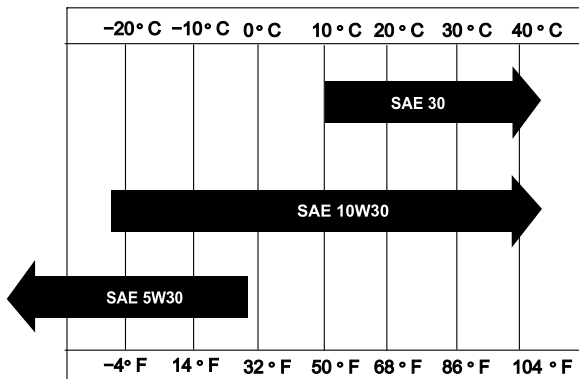 −20° C −10° C 0° C 10° C 20° C 30° C 40° C
SAE 30
SAE 10W30
SAE 5W30
−4° F 14° F 32° F 50° F 68° F 86° F 104° F